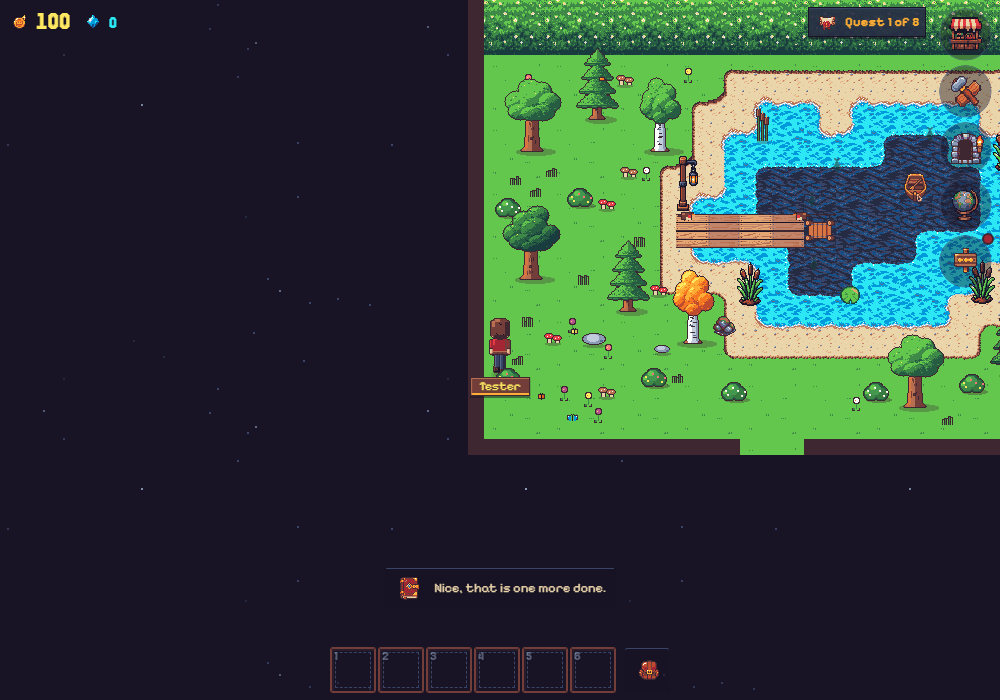 100
0
Quest 1 of 8
Tester
Nice, that is one more done.
1 2 3 4 5 6